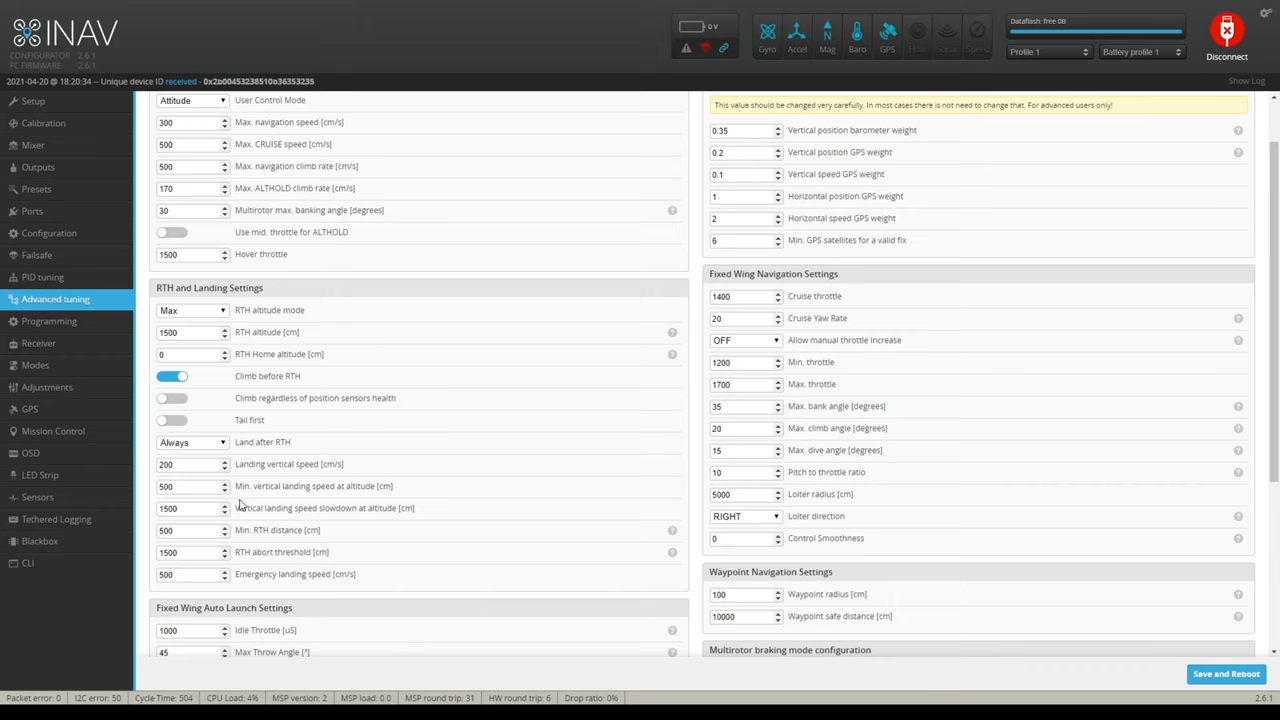 INAV
CONFIGURATOR 2.6.1
FC FIRMWARE 2.6.1
0 V
Gyro
Accel
Mag
Baro
GPS
Flow
Sonar
Speed
Dataflash: free 0B
Profile 1
Battery profile 1
Disconnect
2021-04-20 @ 18:20:34 -- Unique device ID received - 0x2b00453238510b36353235
Show Log
Setup
Calibration
Mixer
Outputs
Presets
Ports
Configuration
Failsafe
PID tuning
Advanced tuning
Programming
Receiver
Modes
Adjustments
GPS
Mission Control
OSD
LED Strip
Sensors
Tethered Logging
Blackbox
CLI
Attitude User Control Mode
300 Max. navigation speed [cm/s]
500 Max. CRUISE speed [cm/s]
500 Max. navigation climb rate [cm/s]
170 Max. ALTHOLD climb rate [cm/s]
30 Multirotor max. banking angle [degrees]
Use mid. throttle for ALTHOLD
1500 Hover throttle
RTH and Landing Settings
Max RTH altitude mode
1500 RTH altitude [cm]
0 RTH Home altitude [cm]
Climb before RTH
Climb regardless of position sensors health
Tail first
Always Land after RTH
200 Landing vertical speed [cm/s]
500 Min. vertical landing speed at altitude [cm]
1500 Vertical landing speed slowdown at altitude [cm]
500 Min. RTH distance [cm]
1500 RTH abort threshold [cm]
500 Emergency landing speed [cm/s]
Fixed Wing Auto Launch Settings
1000 Idle Throttle [uS]
45 Max Throw Angle [°]
This value should be changed very carefully. In most cases there is not need to change that. For advanced users only!
0.35 Vertical position barometer weight
0.2 Vertical position GPS weight
0.1 Vertical speed GPS weight
1 Horizontal position GPS weight
2 Horizontal speed GPS weight
6 Min. GPS satellites for a valid fix
Fixed Wing Navigation Settings
1400 Cruise throttle
20 Cruise Yaw Rate
OFF Allow manual throttle increase
1200 Min. throttle
1700 Max. throttle
35 Max. bank angle [degrees]
20 Max. climb angle [degrees]
15 Max. dive angle [degrees]
10 Pitch to throttle ratio
5000 Loiter radius [cm]
RIGHT Loiter direction
0 Control Smoothness
Waypoint Navigation Settings
100 Waypoint radius [cm]
10000 Waypoint safe distance [cm]
Multirotor braking mode configuration
Save and Reboot
Packet error: 0 I2C error: 50 Cycle Time: 504 CPU Load: 4% MSP version: 2 MSP load: 0.0 MSP round trip: 31 HW round trip: 6 Drop ratio: 0% 2.6.1